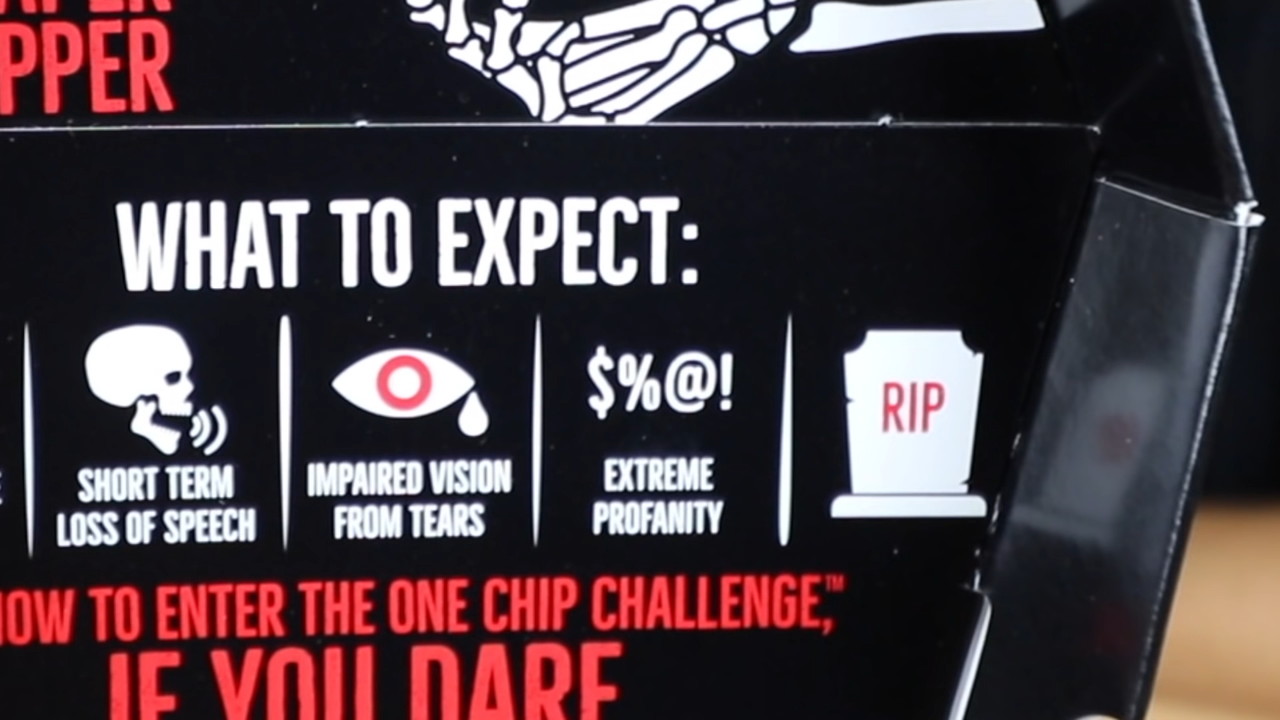 PPER
WHAT TO EXPECT:
$%@!
RIP
SHORT TERM
LOSS OF SPEECH
IMPAIRED VISION
FROM TEARS
EXTREME
PROFANITY
HOW TO ENTER THE ONE CHIP CHALLENGE,™
IF YOU DARE